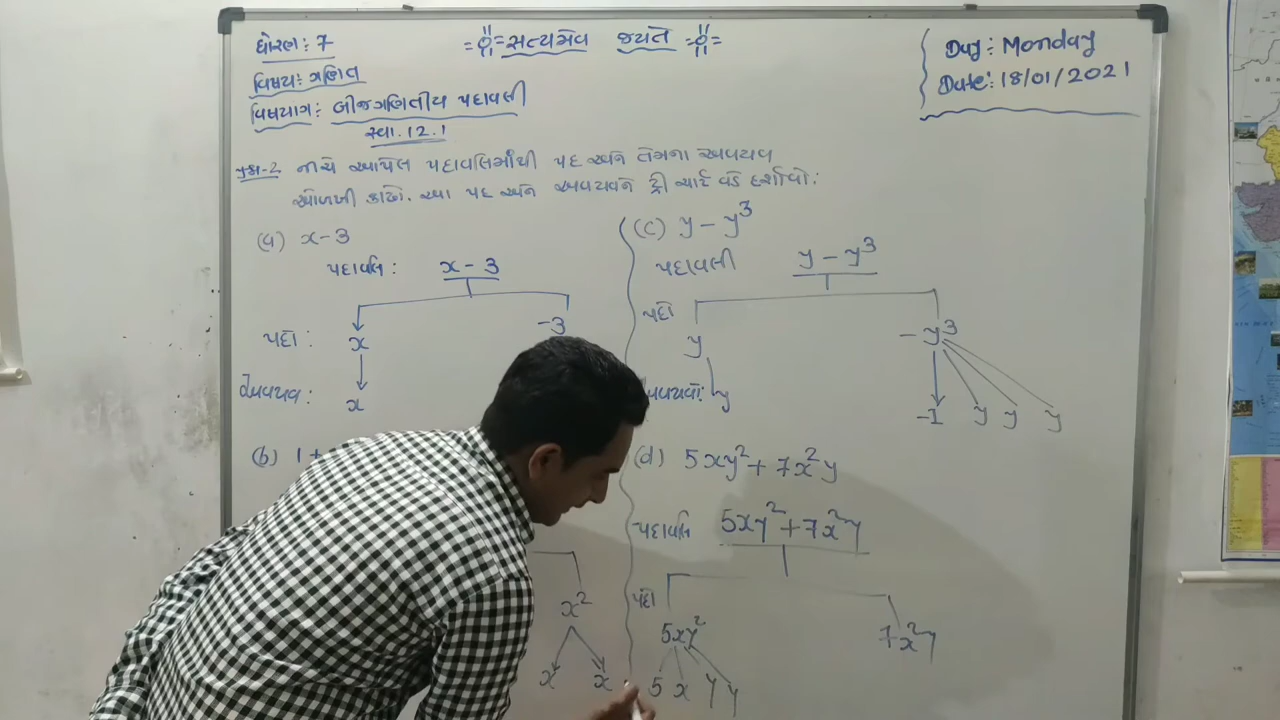 ધોરણ: 7
= સત્યમેવ જયતે =
Day: Monday
Date: 18/01/2021
વિષય: ગણિત
વિષયાંગ: બીજગણિતીય પદાવલી
સ્વા. 12.1
પ્રશ્ન-2 નીચે આપેલ પદાવલિમાંથી પદ અને તેમના અવયવ
ઓળખી કાઢો. આ પદ અને અવયવને ટ્રી ચાર્ટ વડે દર્શાવો:
(a) x-3
પદાવલિ: x-3
પદો: x -3
અવયવ: x
(b) 1+
x²
x x
(c) y - y³
પદાવલી y - y³
પદો
y - y³
અવયવો: y -1 y y y
(d) 5xy² + 7x²y
પદાવલિ 5xy² + 7x²y
પદો
5xy² 7x²y
5 x y y